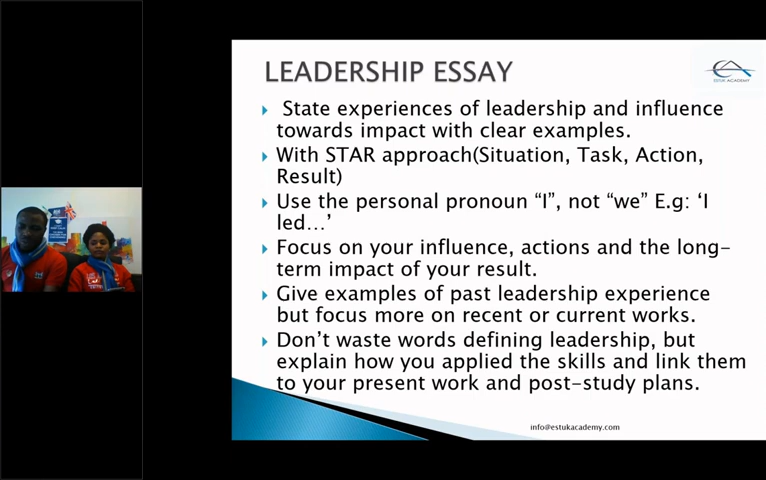 LEADERSHIP ESSAY
ESTUK ACADEMY
State experiences of leadership and influence
towards impact with clear examples.
With STAR approach(Situation, Task, Action,
Result)
Use the personal pronoun “I”, not “we” E.g: ‘I
led…’
Focus on your influence, actions and the long-
term impact of your result.
Give examples of past leadership experience
but focus more on recent or current works.
Don’t waste words defining leadership, but
explain how you applied the skills and link them
to your present work and post-study plans.
info@estukacademy.com